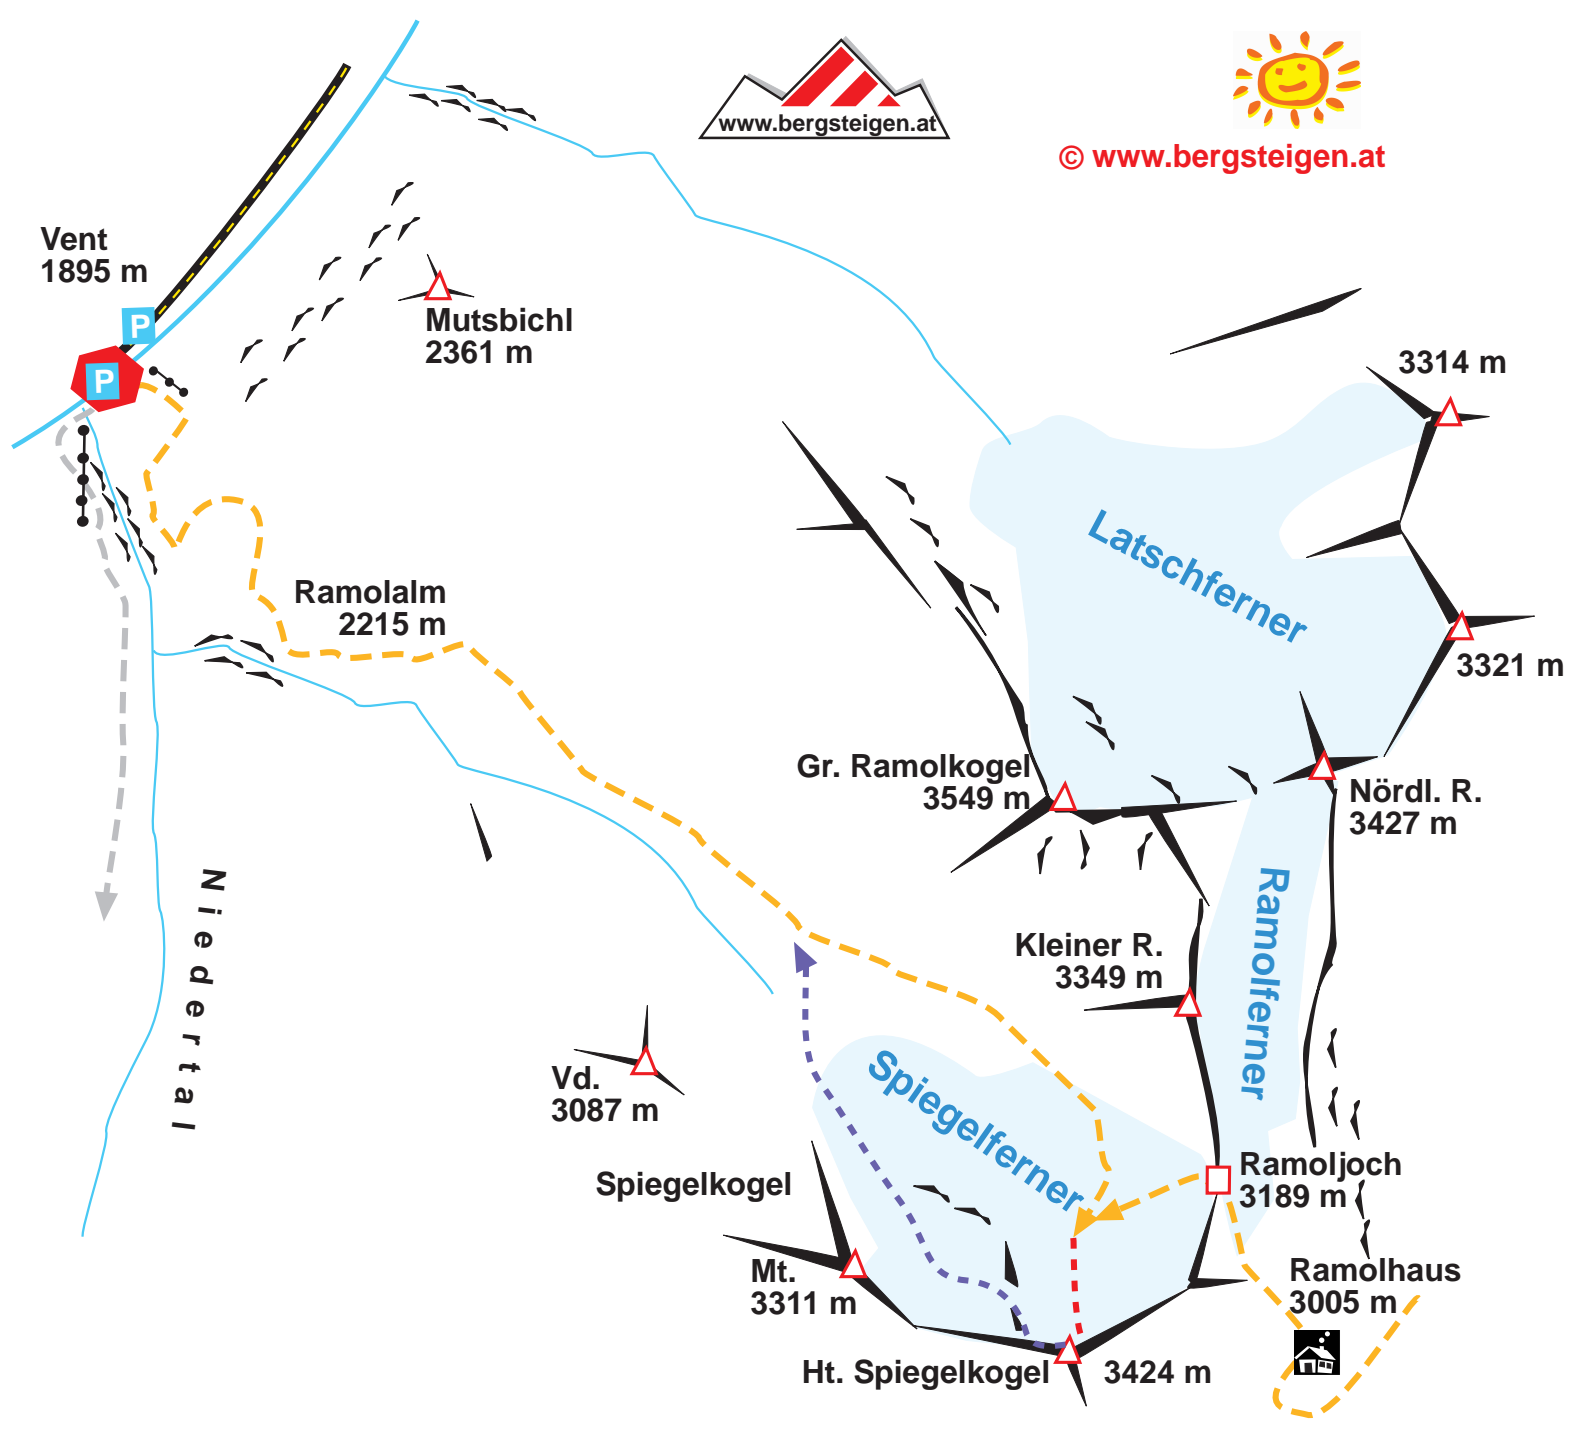 www.bergsteigen.at
© www.bergsteigen.at
Vent
1895 m
P
P
Mutsbichl
2361 m
3314 m
Latschferner
Ramolalm
2215 m
3321 m
Gr. Ramolkogel
3549 m
Nördl. R.
3427 m
Niedertal
Ramolferner
Kleiner R.
3349 m
Vd.
3087 m
Spiegelferner
Spiegelkogel
Ramoljoch
3189 m
Mt.
3311 m
Ramolhaus
3005 m
Ht. Spiegelkogel
3424 m